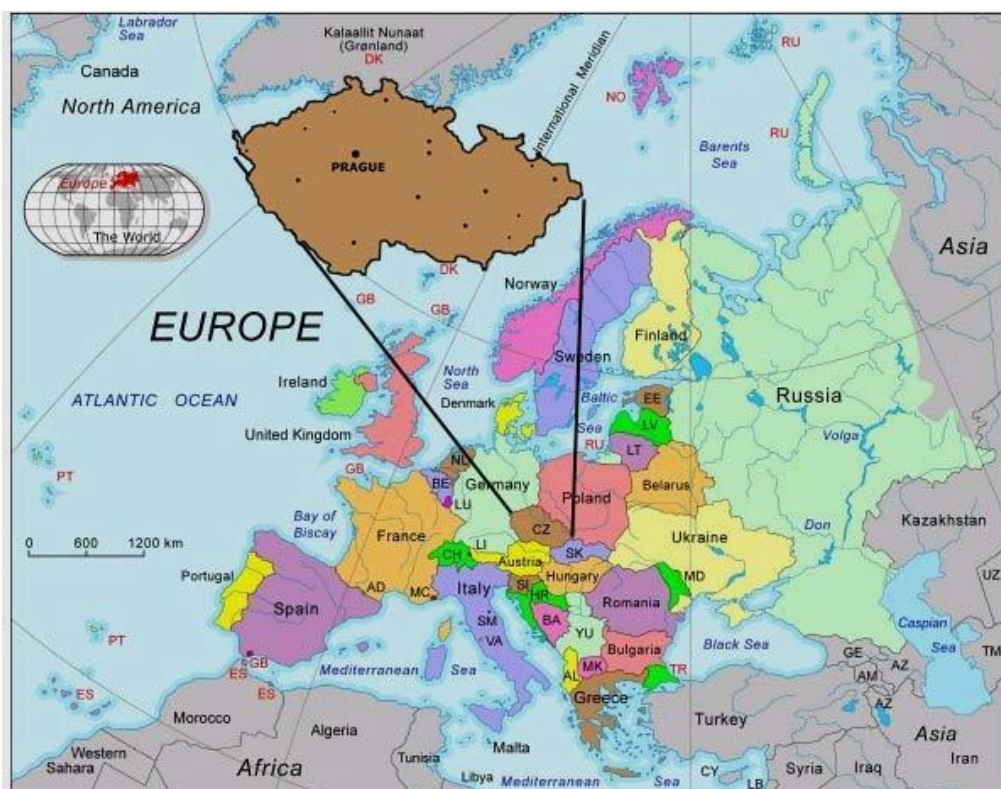 Labrador
Sea
Kalaallit Nunaat
(Grønland)
DK
RU
Canada
North America
NO
International Meridian
RU
Barents
Sea
PRAGUE
Europe
The World
Asia
DK
GB
GB
Norway
EUROPE
Finland
Sweden
North
Sea
Ireland
ATLANTIC OCEAN
Denmark
Baltic
Sea
EE
Russia
LV
United Kingdom
RU
LT
Volga
NL
GB
PT
BE
Germany
Poland
Belarus
LU
Bay of
Biscay
CZ
Don
Kazakhstan
France
Ukraine
0 600 1200 km
LI
CH
SK
Austria
Portugal
AD
MC
Italy
SI
Hungary
MD
UZ
HR
Spain
Romania
SM
BA
Caspian
Sea
PT
VA
YU
Black Sea
GE
TM
Bulgaria
GB
ES
Mediterranean Sea
MK
AL
TR
AZ
AM
ES
ES
Greece
AZ
Morocco
Turkey
Algeria
Asia
Western
Sahara
Africa
Tunisia
Malta
Libya
Mediterranean Sea
CY
LB
Syria
Iraq
Iran